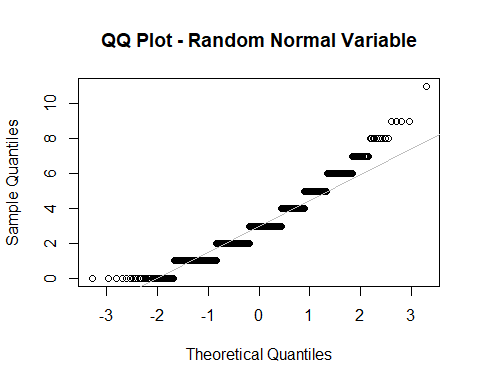 QQ Plot - Random Normal Variable
Sample Quantiles
10
8
6
4
2
0
-3 -2 -1 0 1 2 3
Theoretical Quantiles